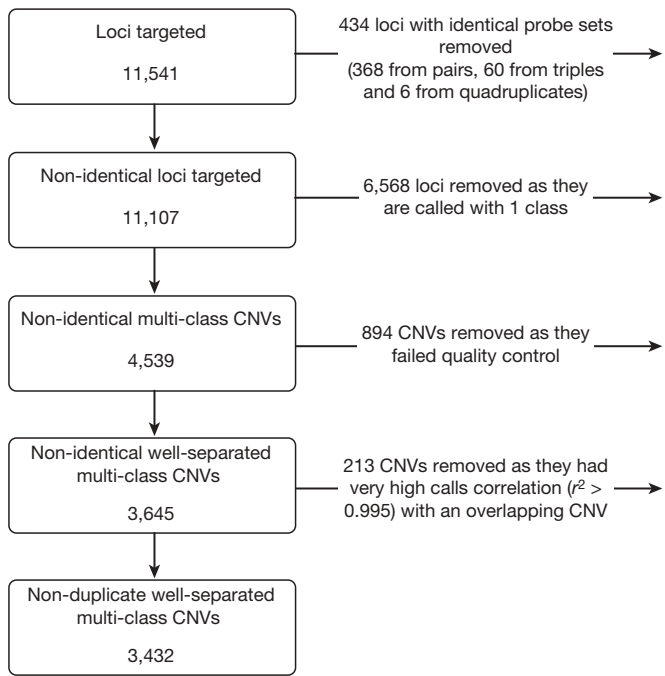 Loci targeted
11,541
434 loci with identical probe sets
removed
(368 from pairs, 60 from triples
and 6 from quadruplicates)
Non-identical loci targeted
11,107
6,568 loci removed as they
are called with 1 class
Non-identical multi-class CNVs
4,539
894 CNVs removed as they
failed quality control
Non-identical well-separated
multi-class CNVs
3,645
213 CNVs removed as they had
very high calls correlation (r² >
0.995) with an overlapping CNV
Non-duplicate well-separated
multi-class CNVs
3,432